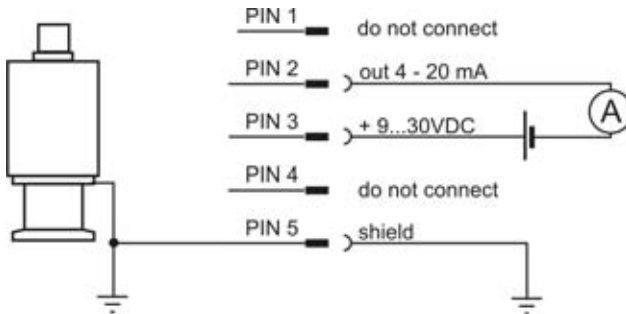 PIN 1 do not connect
PIN 2 out 4 - 20 mA
A
PIN 3 + 9...30VDC
PIN 4 do not connect
PIN 5 shield